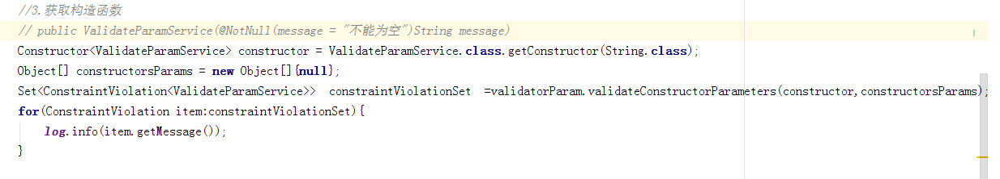 //3.获取构造函数
// public ValidateParamService(@NotNull(message = "不能为空")String message)
Constructor<ValidateParamService> constructor = ValidateParamService.class.getConstructor(String.class);
Object[] constructorsParams = new Object[]{null};
Set<ConstraintViolation<ValidateParamService>> constraintViolationSet =validatorParam.validateConstructorParameters(constructor,constructorsParams);
for(ConstraintViolation item:constraintViolationSet){
log.info(item.getMessage());
}